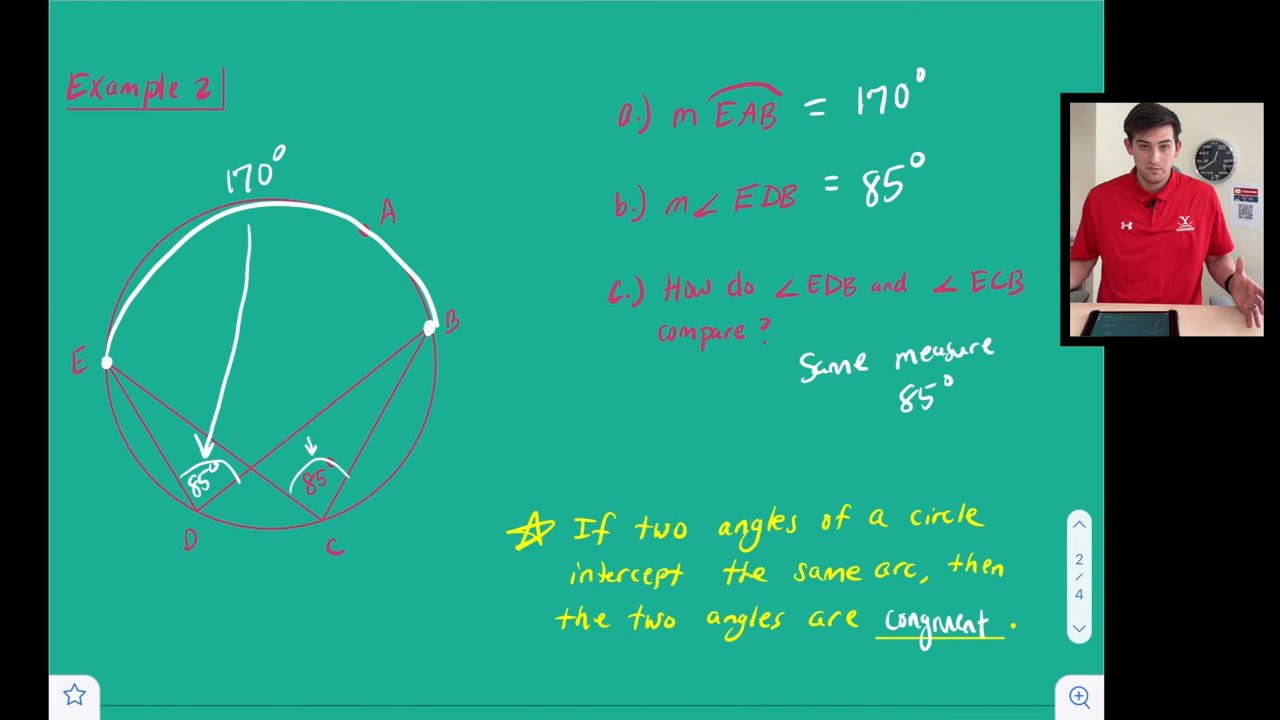 Example 2
170°
A
B
E
85°
85°
D
C
a.) m EAB = 170°
b.) m∠ EDB = 85°
c.) How do ∠EDB and ∠ECB
compare?
Same measure
85°
☆ If two angles of a circle
intercept the same arc, then
the two angles are congruent.
2
/
4
Y